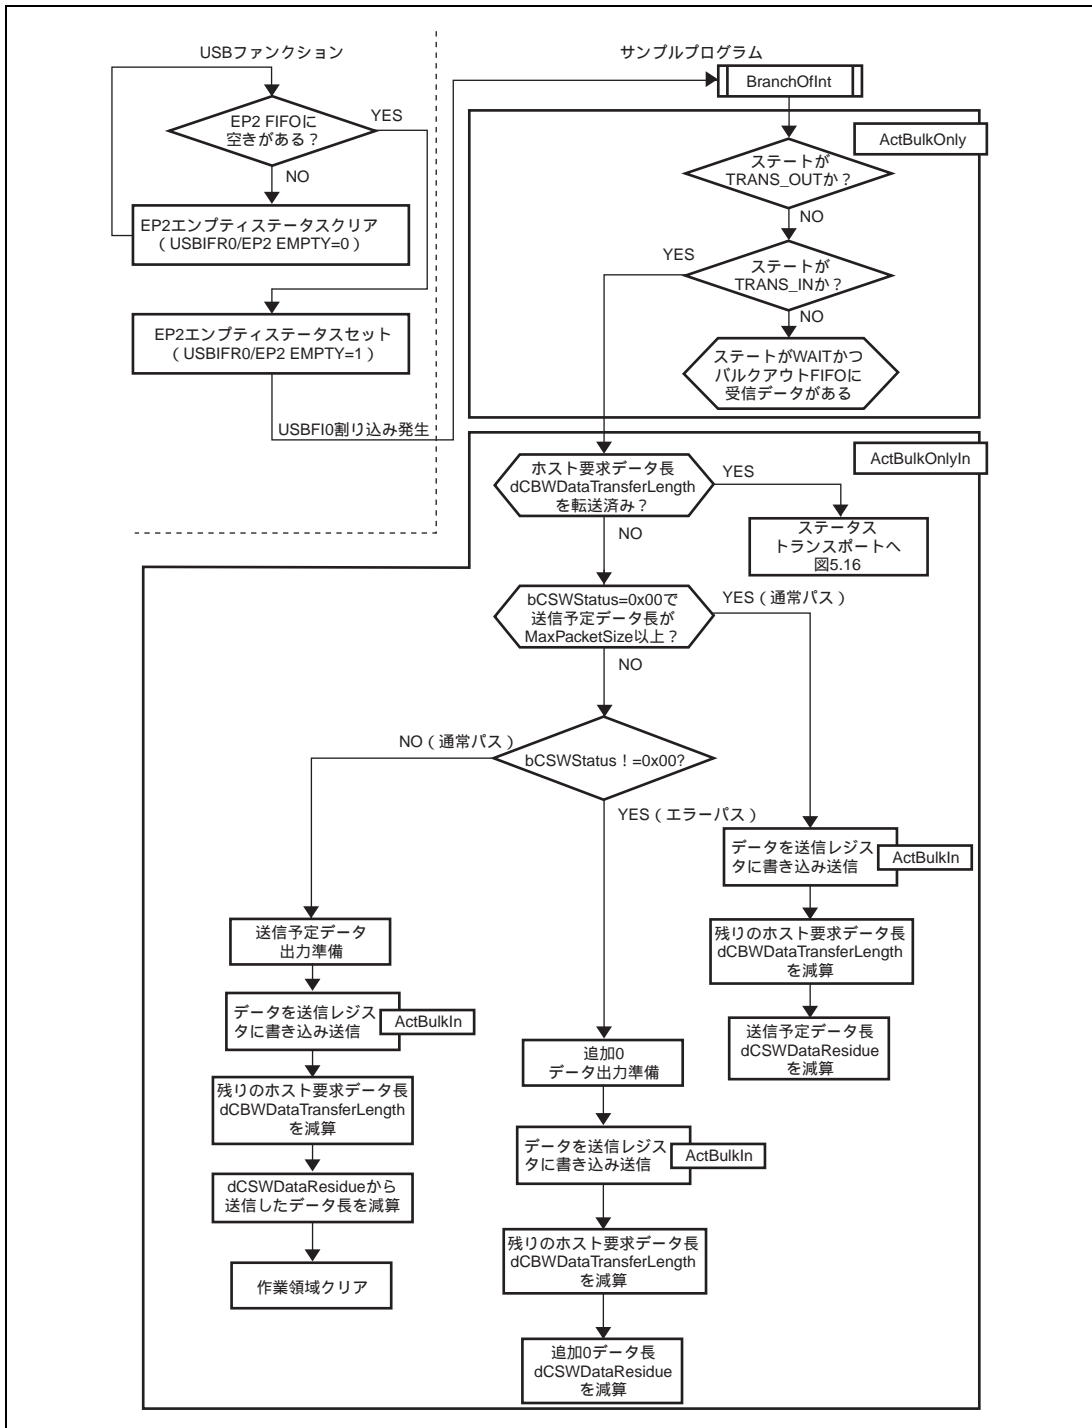 USBファンクション
サンプルプログラム
BranchOfInt
EP2 FIFOに
空きがある？
YES
NO
EP2エンプティステータスクリア
（USBIFR0/EP2 EMPTY=0）
EP2エンプティステータスセット
（USBIFR0/EP2 EMPTY=1）
USBFI0割り込み発生
ActBulkOnly
ステートが
TRANS_OUTか？
NO
YES
ステートが
TRANS_INか？
NO
ステートがWAITかつ
バルクアウトFIFOに
受信データがある
ActBulkOnlyIn
ホスト要求データ長
dCBWDataTransferLength
を転送済み？
YES
NO
ステータス
トランスポートへ
図5.16
bCSWStatus=0x00で
送信予定データ長が
MaxPacketSize以上？
YES（通常パス）
NO
NO（通常パス）
bCSWStatus！=0x00?
YES（エラーパス）
データを送信レジス
タに書き込み送信
ActBulkIn
残りのホスト要求データ長
dCBWDataTransferLength
を減算
送信予定データ長
dCSWDataResidue
を減算
送信予定データ
出力準備
データを送信レジス
タに書き込み送信
ActBulkIn
残りのホスト要求データ長
dCBWDataTransferLength
を減算
dCSWDataResidueから
送信したデータ長を減算
作業領域クリア
追加0
データ出力準備
データを送信レジス
タに書き込み送信
ActBulkIn
残りのホスト要求データ長
dCBWDataTransferLength
を減算
追加0データ長
dCSWDataResidue
を減算